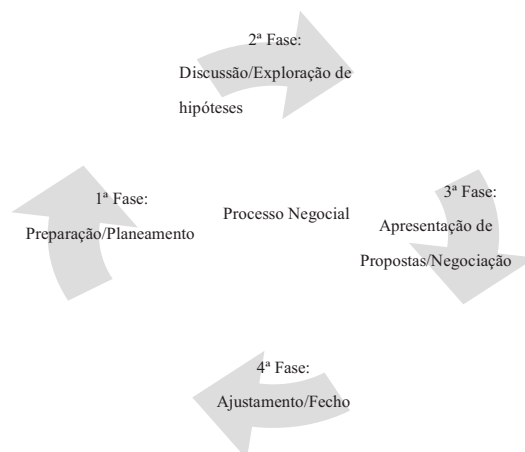 2ª Fase:
Discussão/Exploração de
hipóteses
1ª Fase:
Preparação/Planeamento
Processo Negocial
3ª Fase:
Apresentação de
Propostas/Negociação
4ª Fase:
Ajustamento/Fecho